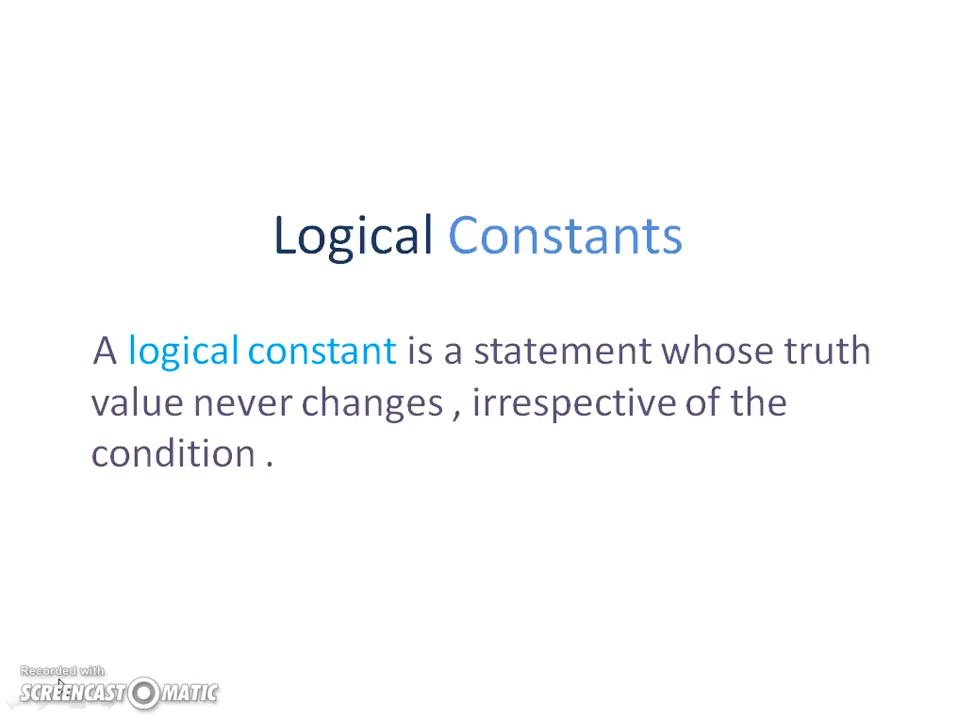 Logical Constants
A logical constant is a statement whose truth
value never changes , irrespective of the
condition .
Recorded with
SCREENCAST MATIC